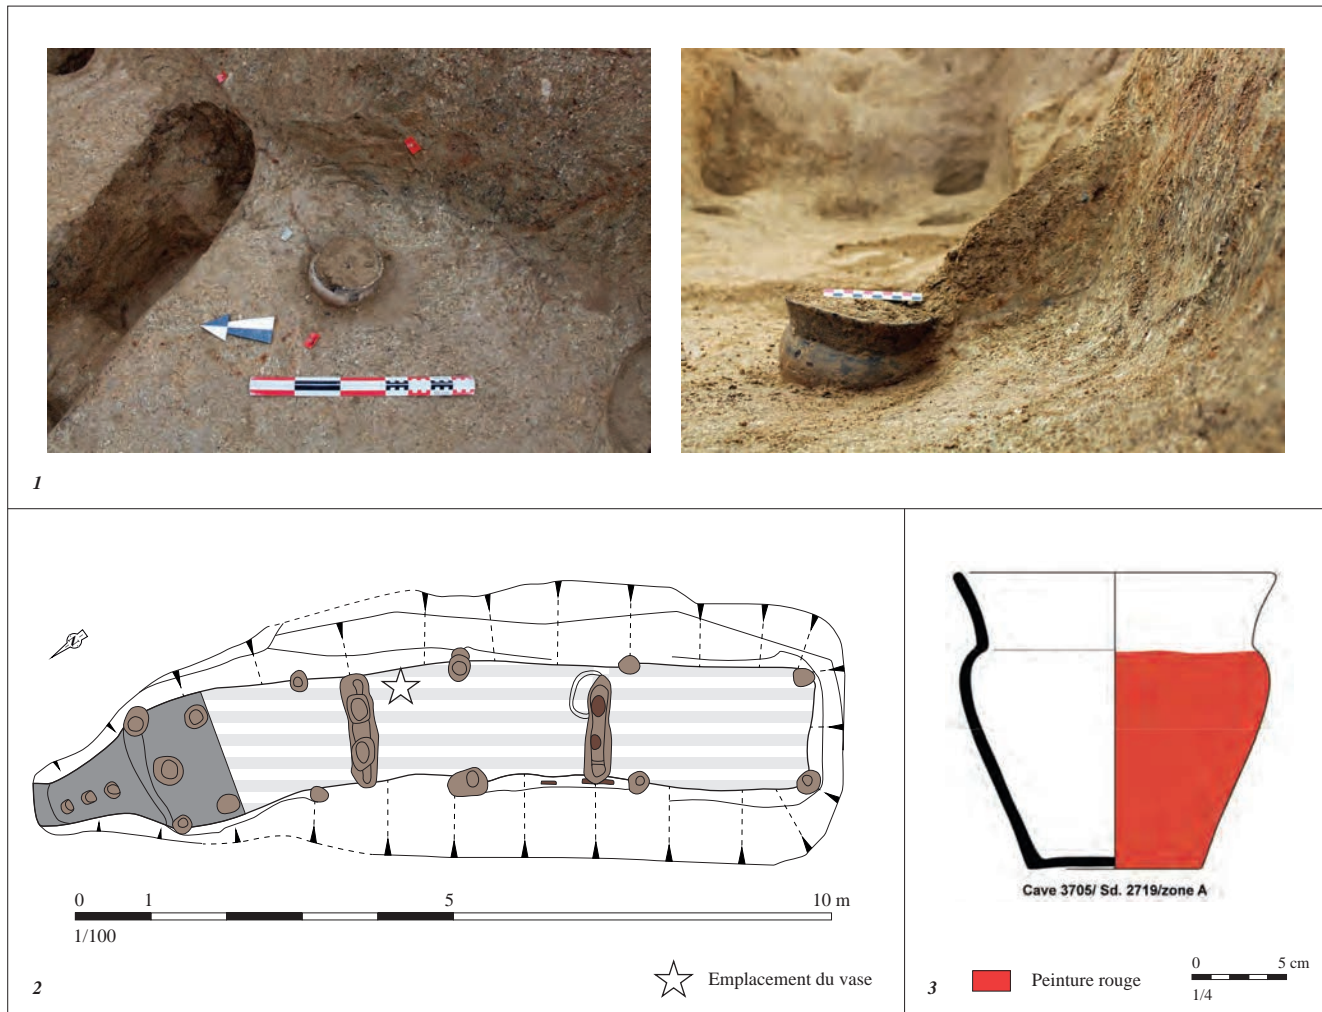 1
0 1 5 10 m
1/100
2
Emplacement du vase
Cave 3705/ Sd. 2719/zone A
3
Peinture rouge
0 5 cm
1/4